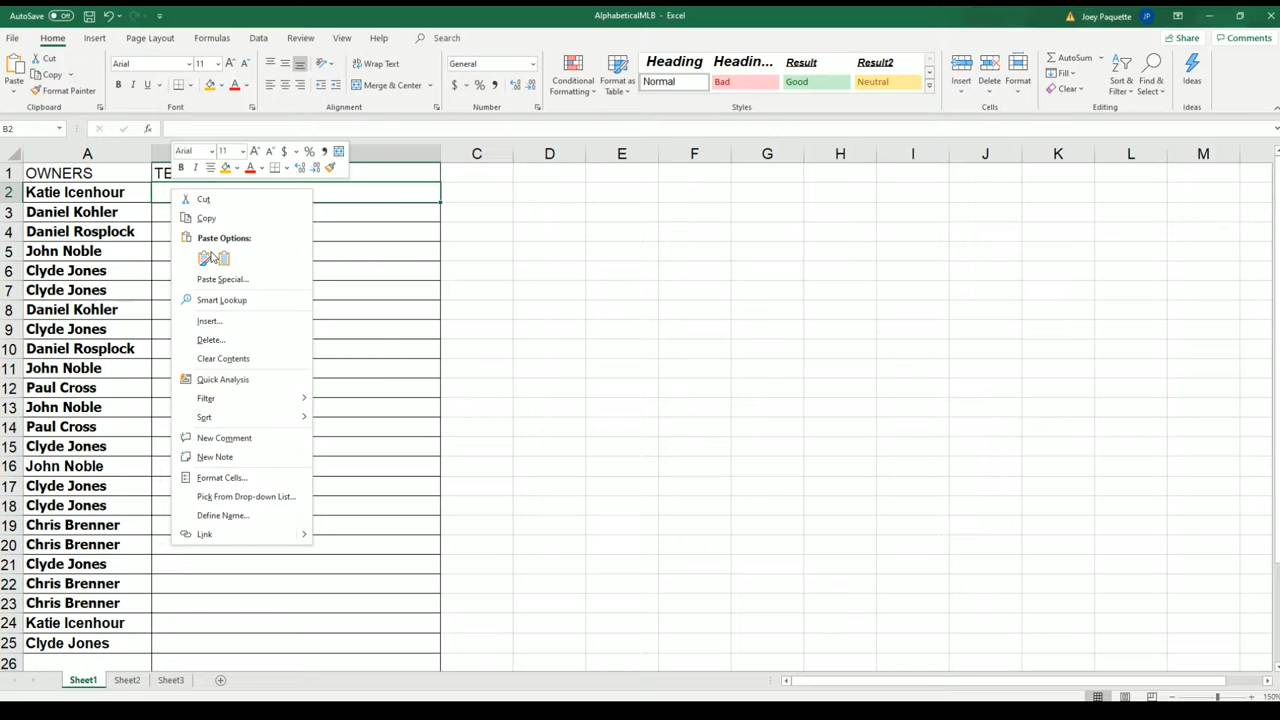 AutoSave Off AlphabeticalMLB - Excel Joey Paquette JP
File Home Insert Page Layout Formulas Data Review View Help Search Share Comments
Paste Cut Copy Format Painter Clipboard
Arial 11 B I U A Font
Wrap Text Merge & Center Alignment
General $ % Number
Conditional Formatting Format as Table
Heading Headin... Result Result2
Normal Bad Good Neutral
Styles
Insert Delete Format Cells
AutoSum Fill Clear Sort & Filter Find & Select Editing
Ideas Ideas
B2 fx
Arial 11 A A $ %
B I A
A C D E F G H I J K L M
1 OWNERS TE
2 Katie Icenhour
3 Daniel Kohler
4 Daniel Rosplock
5 John Noble
6 Clyde Jones
7 Clyde Jones
8 Daniel Kohler
9 Clyde Jones
10 Daniel Rosplock
11 John Noble
12 Paul Cross
13 John Noble
14 Paul Cross
15 Clyde Jones
16 John Noble
17 Clyde Jones
18 Clyde Jones
19 Chris Brenner
20 Chris Brenner
21 Clyde Jones
22 Chris Brenner
23 Chris Brenner
24 Katie Icenhour
25 Clyde Jones
26
Cut
Copy
Paste Options:
Paste Special...
Smart Lookup
Insert...
Delete...
Clear Contents
Quick Analysis
Filter
Sort
New Comment
New Note
Format Cells...
Pick From Drop-down List...
Define Name...
Link
Sheet1 Sheet2 Sheet3
150%